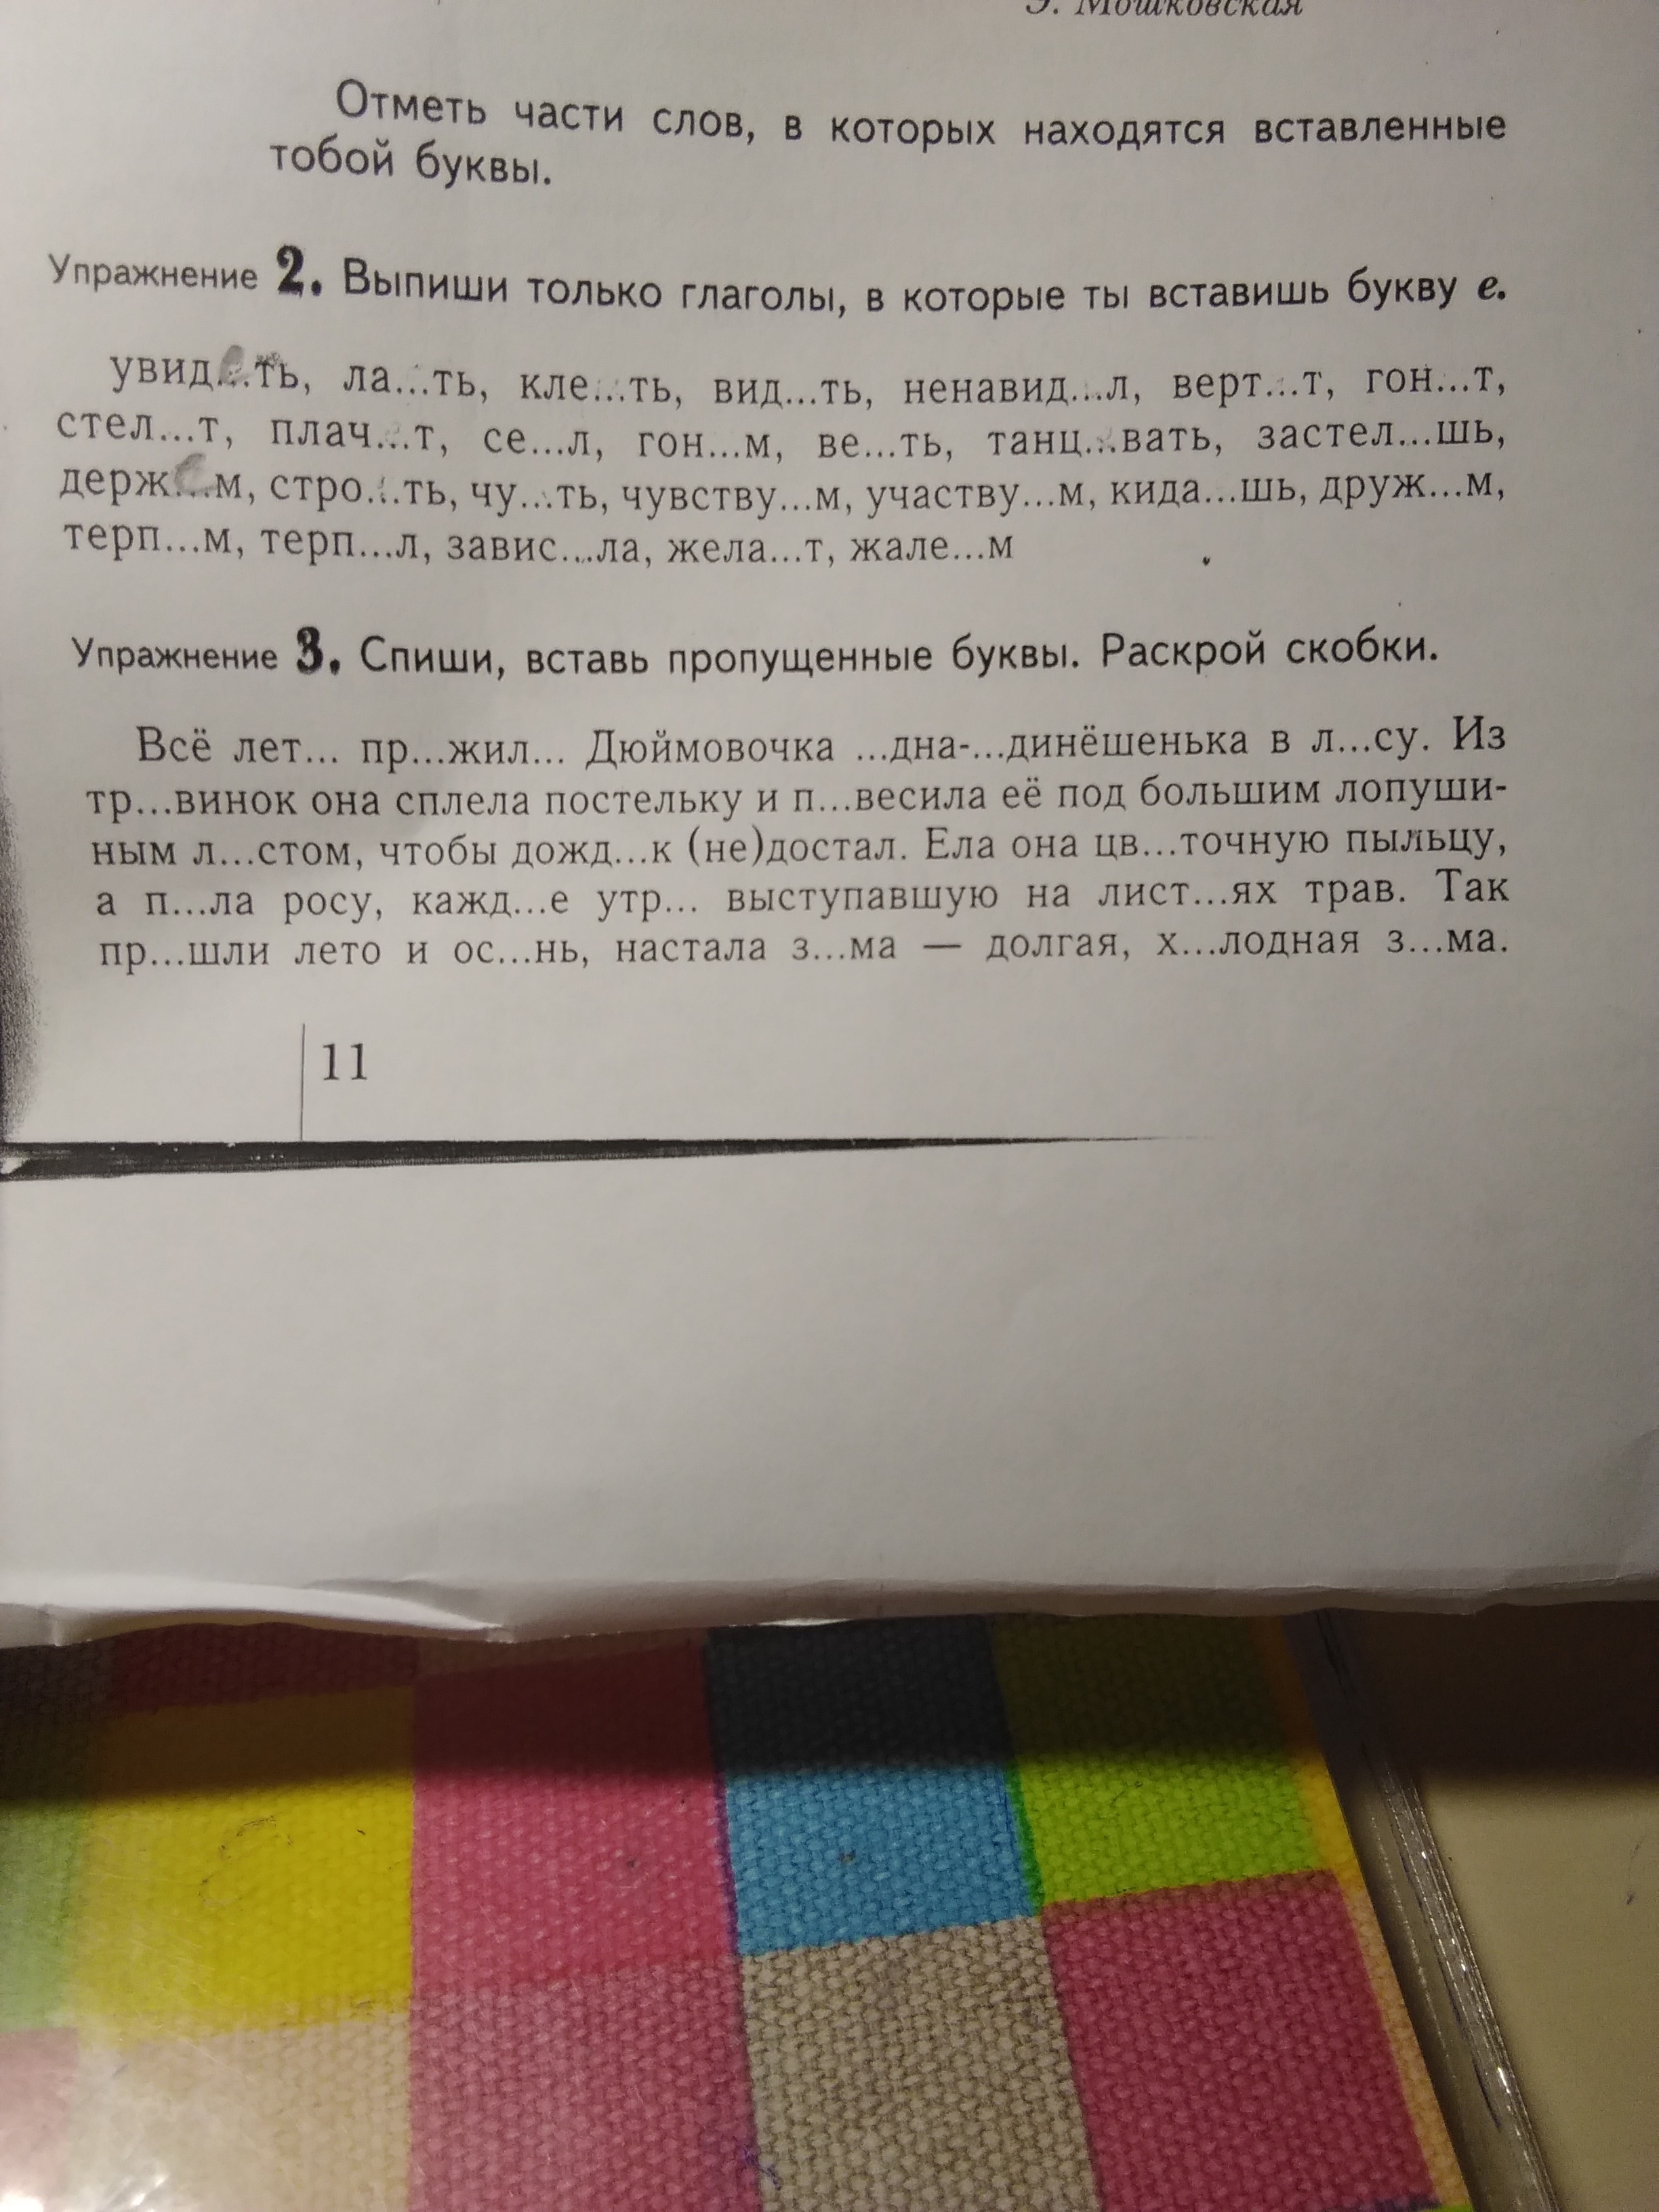 Э. Мошковская
Отметь части слов, в которых находятся вставленные
тобой буквы.
Упражнение 2. Выпиши только глаголы, в которые ты вставишь букву е.
увид...ть, ла...ть, кле...ть, вид...ть, ненавид...л, верт...т, гон...т,
стел...т, плач...т, се...л, гон...м, ве...ть, танц...вать, застел...шь,
держ...м, стро...ть, чу...ть, чувству...м, участву...м, кида...шь, друж...м,
терп...м, терп...л, завис...ла, жела...т, жале...м
Упражнение 3. Спиши, вставь пропущенные буквы. Раскрой скобки.
Всё лет... пр...жил... Дюймовочка ...дна-...динёшенька в л...су. Из
тр...винок она сплела постельку и п...весила её под большим лопуши-
ным л...стом, чтобы дожд...к (не)достал. Ела она цв...точную пыльцу,
а п...ла росу, кажд...е утр... выступавшую на лист...ях трав. Так
пр...шли лето и ос...нь, настала з...ма — долгая, х...лодная з...ма.
11